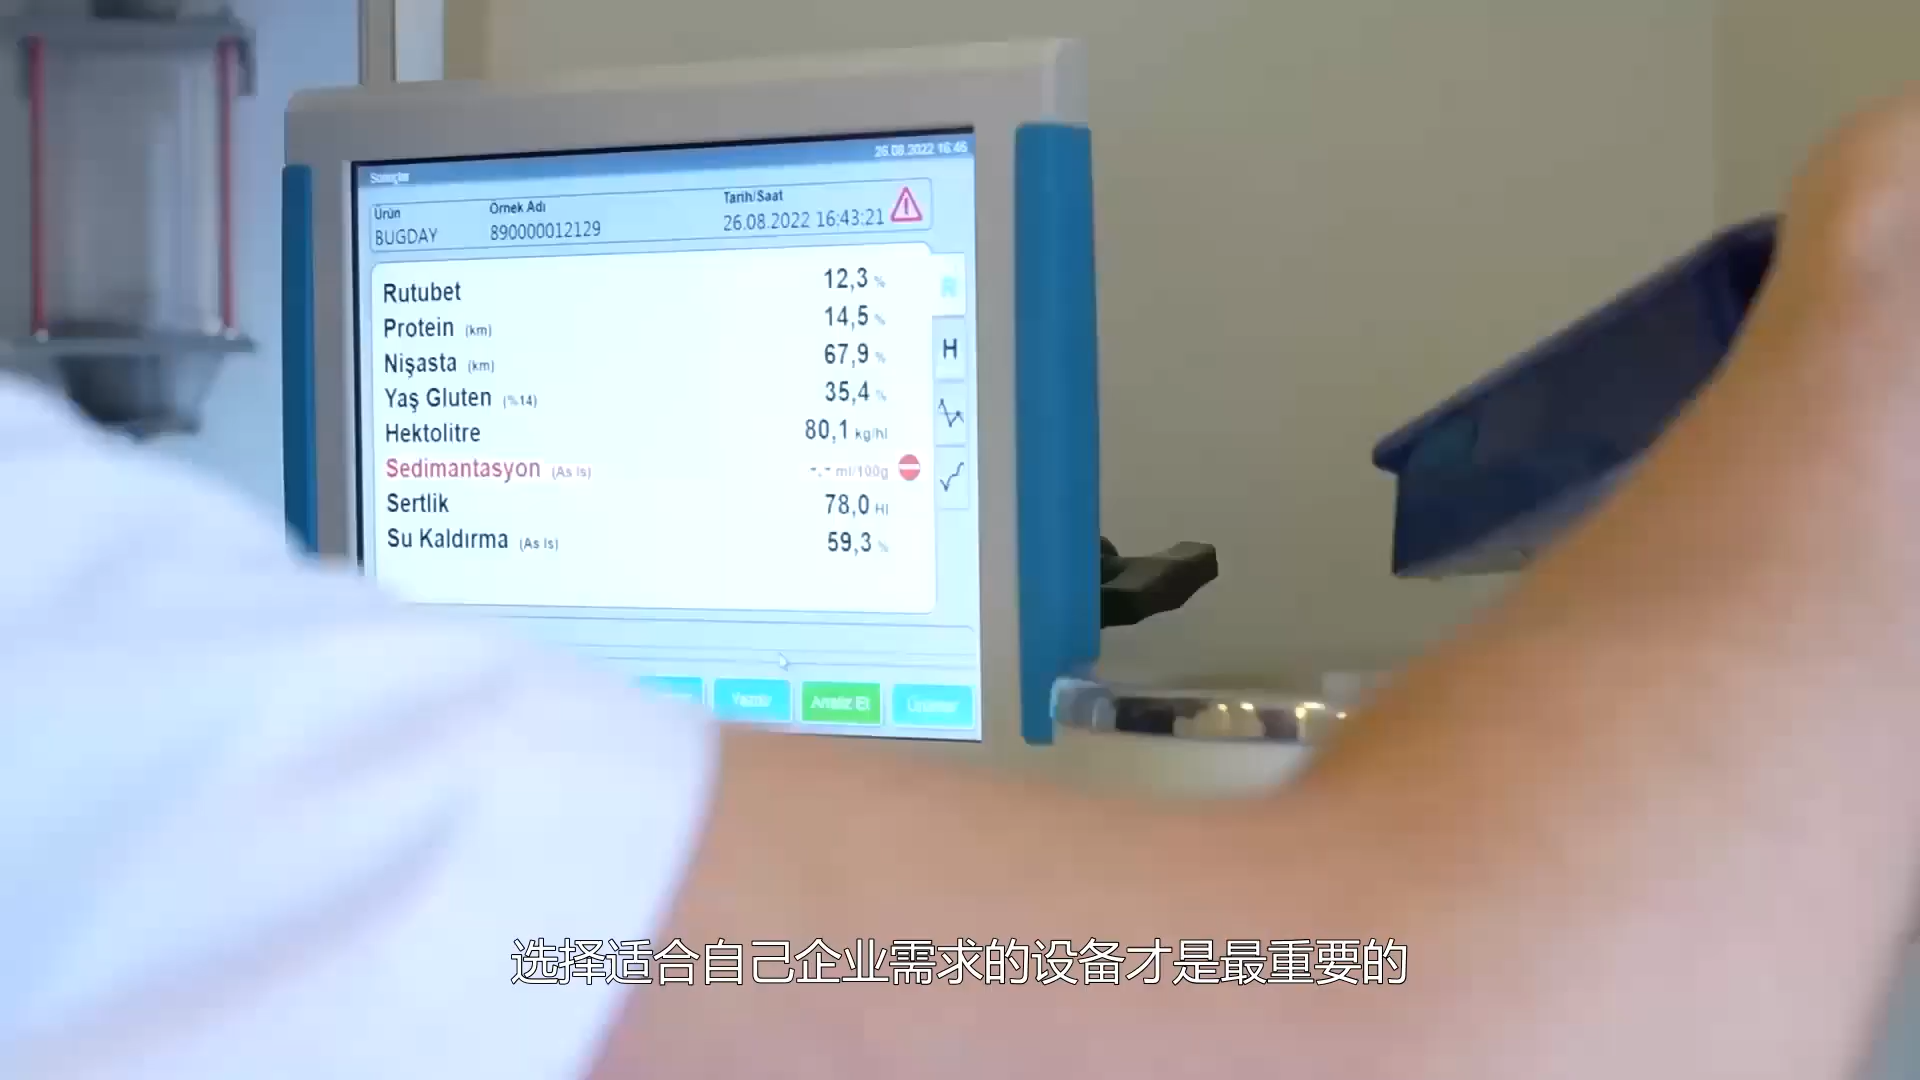 26.08.2022 16:45
Sonuçlar
Ürün Örnek Adı Tarih/Saat
BUGDAY 890000012129 26.08.2022 16:43:21
Rutubet 12,3 %
Protein (km) 14,5 %
Nişasta (km) 67,9 %
Yaş Gluten (%14) 35,4 %
Hektolitre 80,1 kg/hl
Sedimantasyon (As Is) -.- ml/100g
Sertlik 78,0 HI
Su Kaldırma (As Is) 59,3 %
H
Yazdır Analiz Et Ürünler
选择适合自己企业需求的设备才是最重要的